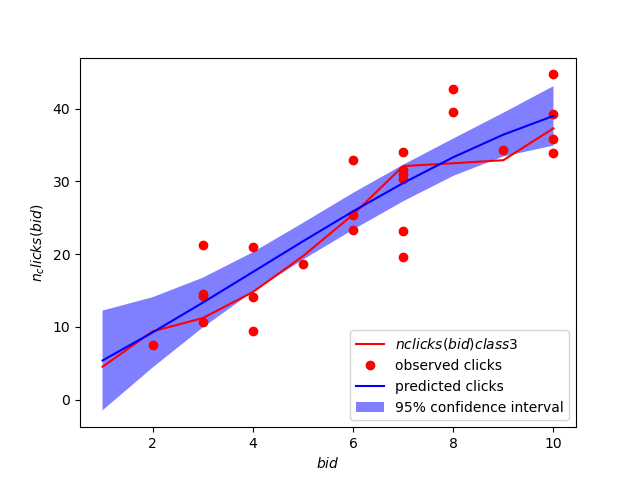 40
30
20
10
0
n_clicks(bid)
nclicks(bid)class3
observed clicks
predicted clicks
95% confidence interval
2
4
6
8
10
bid